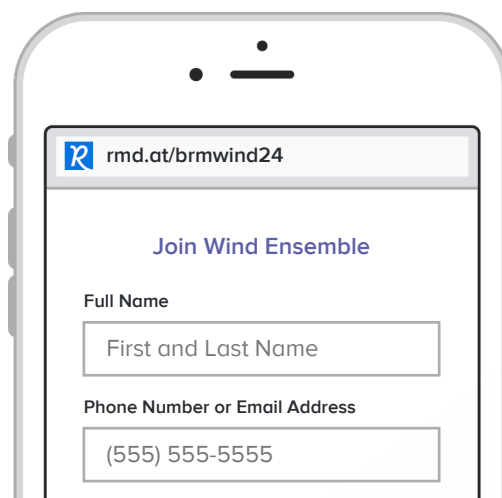 rmd.at/brmwind24
Join Wind Ensemble
Full Name
First and Last Name
Phone Number or Email Address
(555) 555-5555